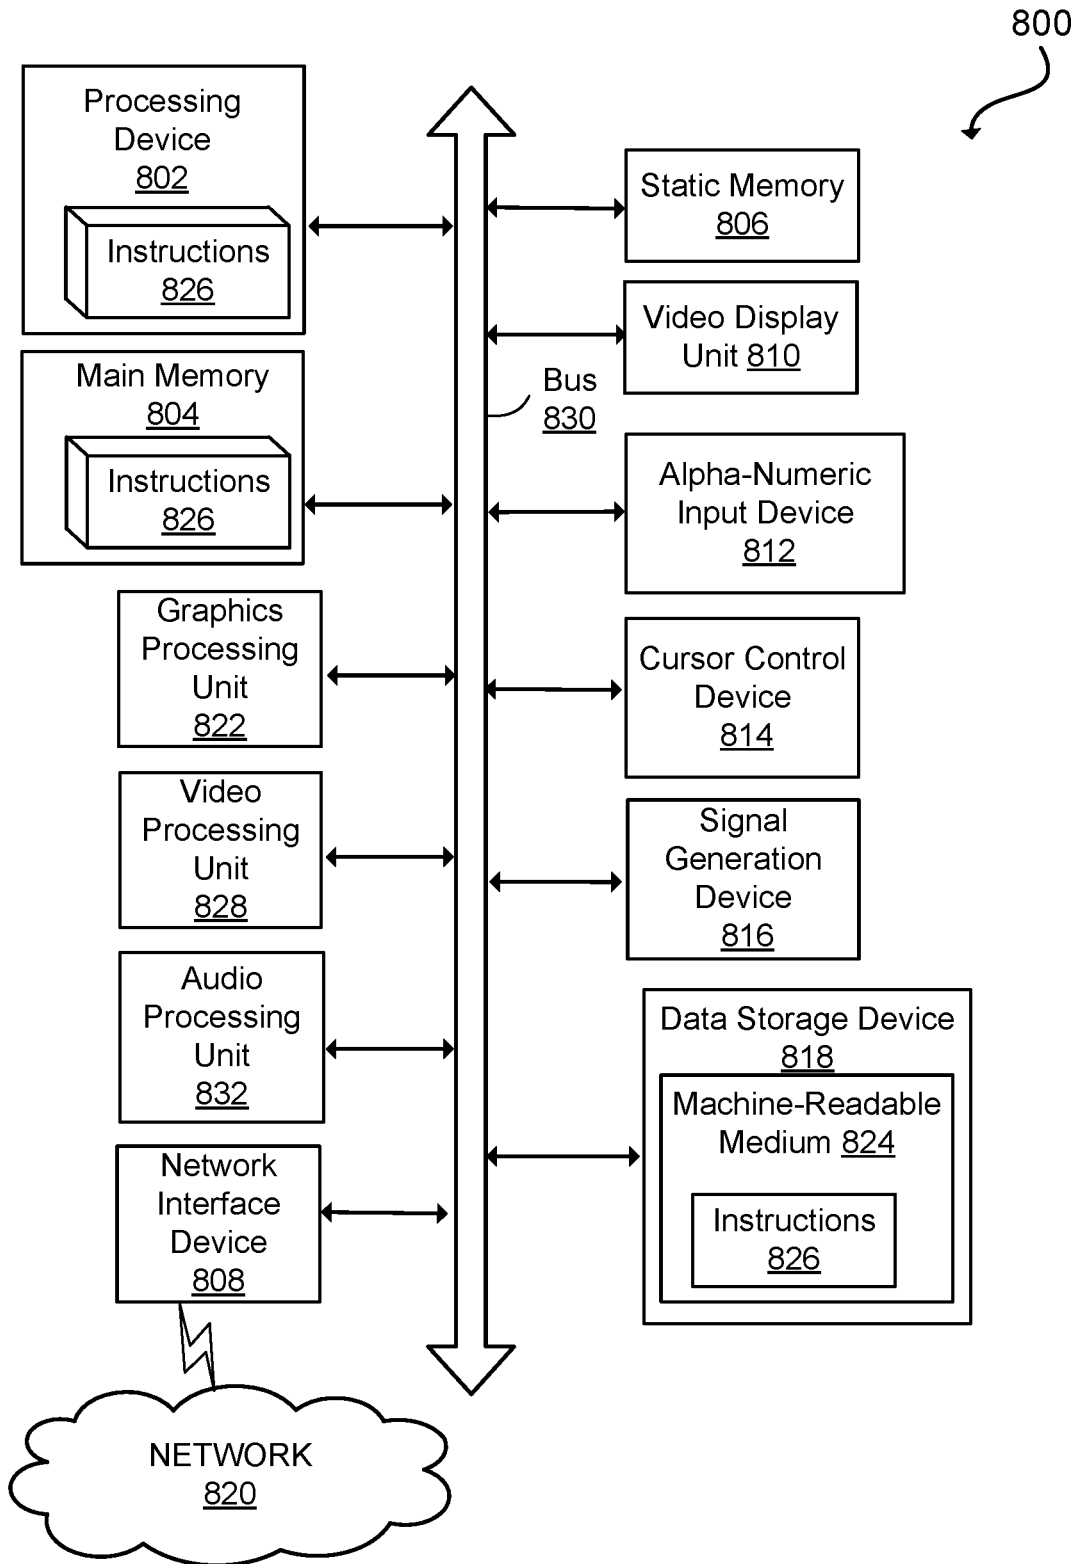 800
Processing
Device
802
Instructions
826
Main Memory
804
Instructions
826
Graphics
Processing
Unit
822
Video
Processing
Unit
828
Audio
Processing
Unit
832
Network
Interface
Device
808
NETWORK
820
Bus
830
Static Memory
806
Video Display
Unit 810
Alpha-Numeric
Input Device
812
Cursor Control
Device
814
Signal
Generation
Device
816
Data Storage Device
818
Machine-Readable
Medium 824
Instructions
826